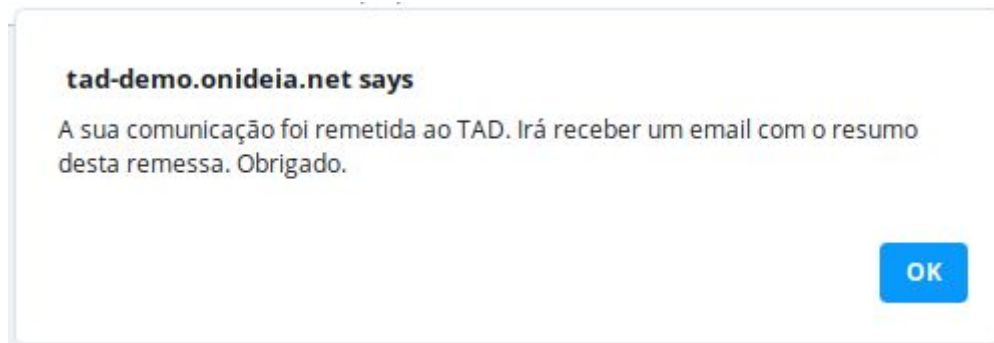 tad-demo.onideia.net says
A sua comunicação foi remetida ao TAD. Irá receber um email com o resumo
desta remessa. Obrigado.
OK